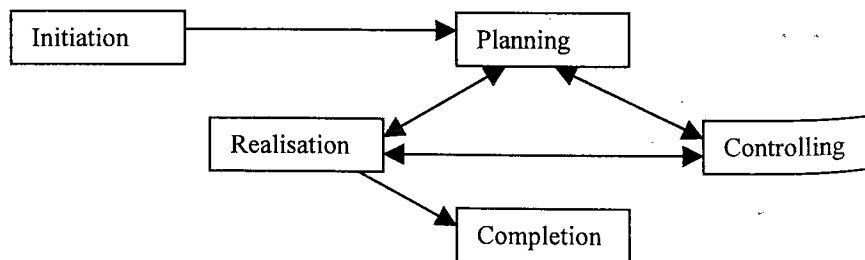 Initiation
Planning
Realisation
Controlling
Completion